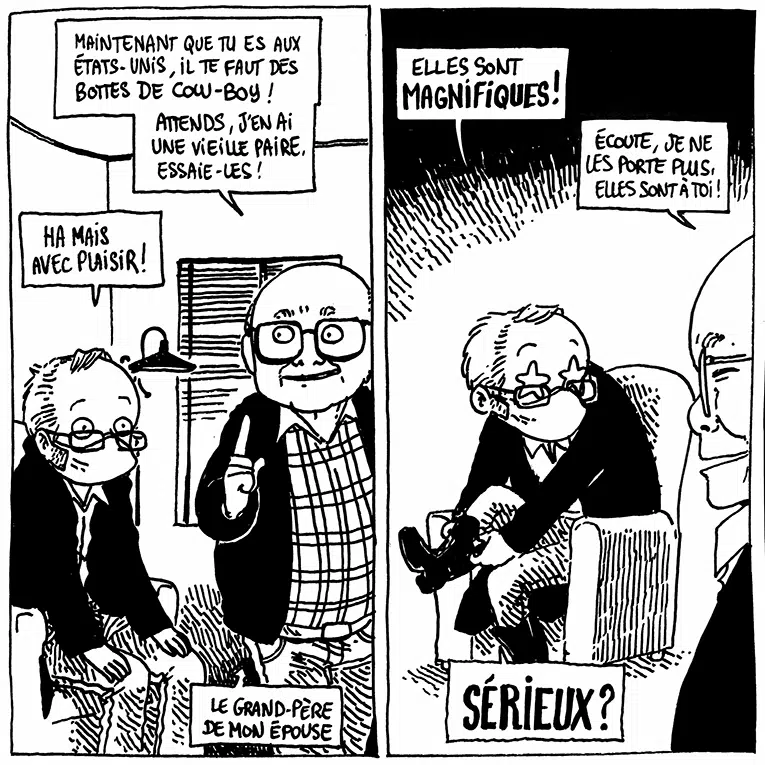 MAINTENANT QUE TU ES AUX
ÉTATS-UNIS, IL TE FAUT DES
BOTTES DE COW-BOY !
ATTENDS, J'EN AI
UNE VIEILLE PAIRE.
ESSAIE-LES !
HA MAIS
AVEC PLAISIR !
LE GRAND-PÈRE
DE MON ÉPOUSE
ELLES SONT
MAGNIFIQUES !
ÉCOUTE, JE NE
LES PORTE PLUS,
ELLES SONT À TOI !
SÉRIEUX ?